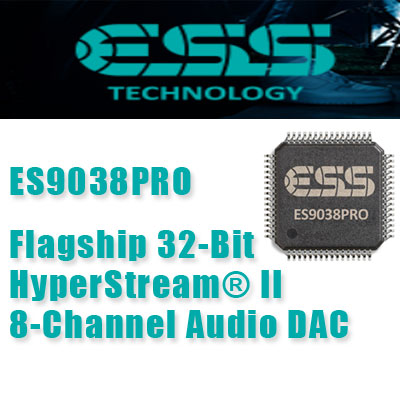 ESS
TECHNOLOGY
ES9038PRO
ESS
ES9038PRO
Flagship 32-Bit
HyperStream® II
8-Channel Audio DAC